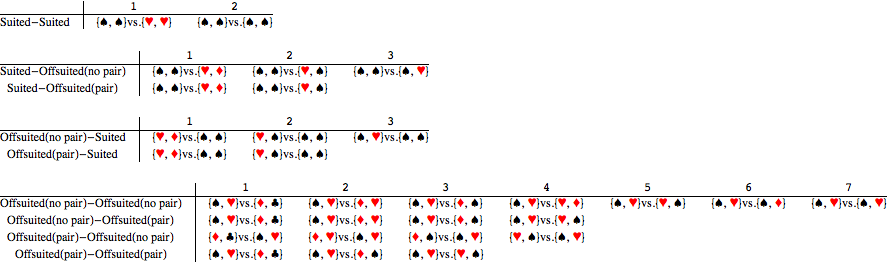 1 2
Suited−Suited {♠, ♠}vs.{♥, ♥} {♠, ♠}vs.{♠, ♠}
1 2 3
Suited−Offsuited(no pair) {♠, ♠}vs.{♥, ♦} {♠, ♠}vs.{♥, ♠} {♠, ♠}vs.{♠, ♥}
Suited−Offsuited(pair) {♠, ♠}vs.{♥, ♦} {♠, ♠}vs.{♥, ♠}
1 2 3
Offsuited(no pair)−Suited {♥, ♦}vs.{♠, ♠} {♥, ♠}vs.{♠, ♠} {♠, ♥}vs.{♠, ♠}
Offsuited(pair)−Suited {♥, ♦}vs.{♠, ♠} {♥, ♠}vs.{♠, ♠}
1 2 3 4 5 6 7
Offsuited(no pair)−Offsuited(no pair) {♠, ♥}vs.{♦, ♣} {♠, ♥}vs.{♦, ♥} {♠, ♥}vs.{♦, ♠} {♠, ♥}vs.{♥, ♦} {♠, ♥}vs.{♥, ♠} {♠, ♥}vs.{♠, ♦} {♠, ♥}vs.{♠, ♥}
Offsuited(no pair)−Offsuited(pair) {♠, ♥}vs.{♦, ♣} {♠, ♥}vs.{♦, ♥} {♠, ♥}vs.{♦, ♠} {♠, ♥}vs.{♥, ♠}
Offsuited(pair)−Offsuited(no pair) {♦, ♣}vs.{♠, ♥} {♦, ♥}vs.{♠, ♥} {♦, ♠}vs.{♠, ♥} {♥, ♠}vs.{♠, ♥}
Offsuited(pair)−Offsuited(pair) {♠, ♥}vs.{♦, ♣} {♠, ♥}vs.{♦, ♠} {♠, ♥}vs.{♥, ♠}